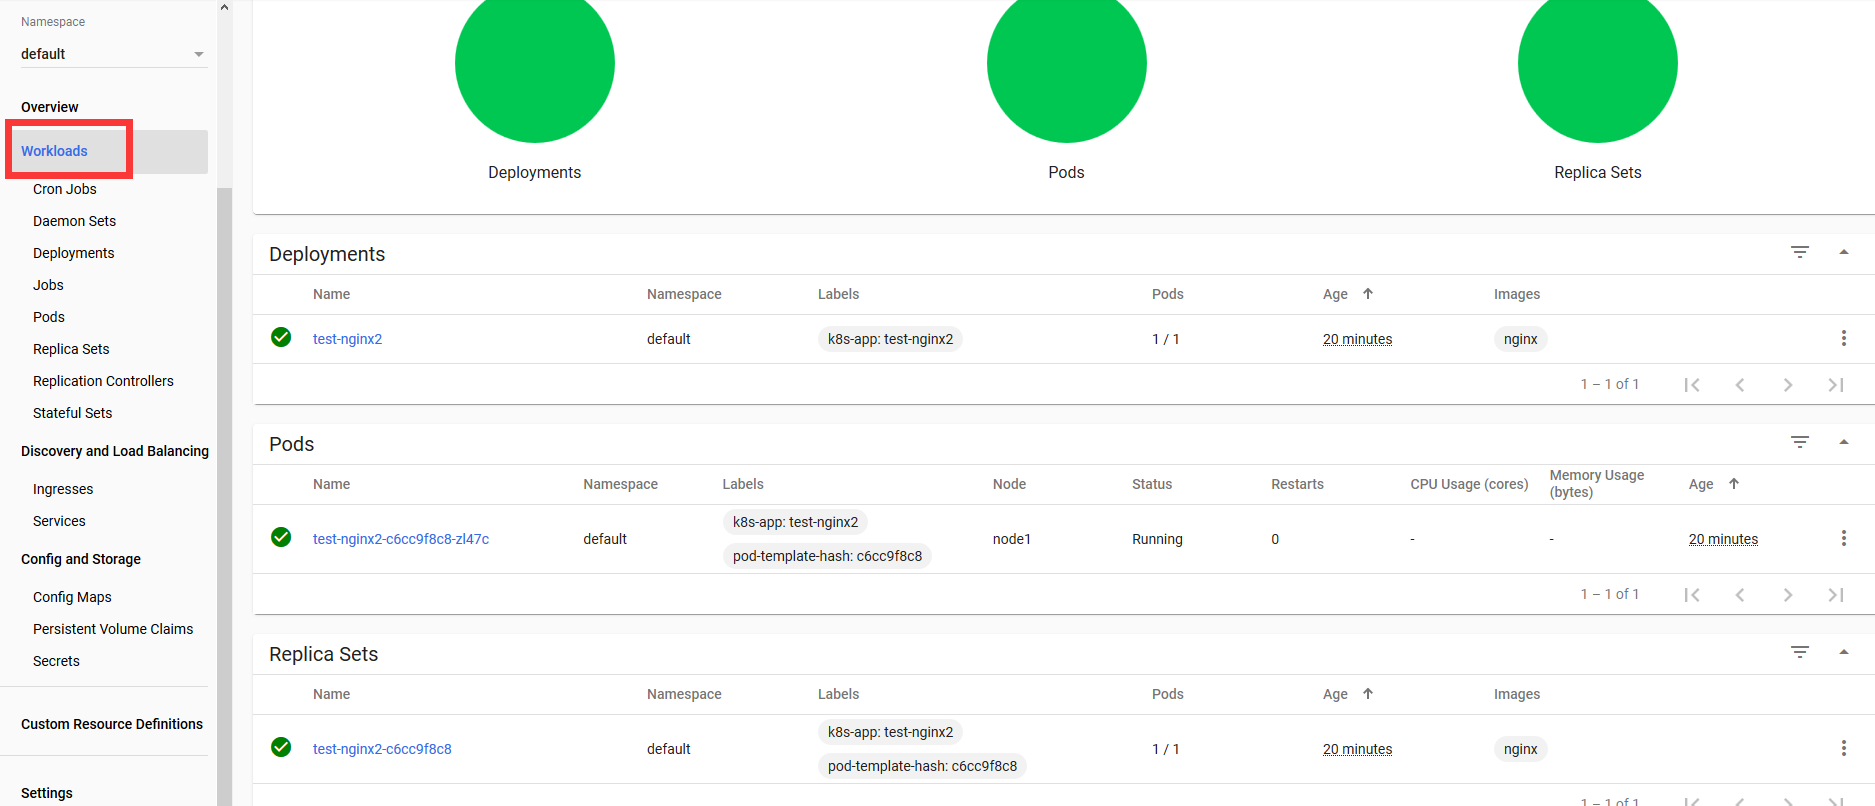 Namespace
default
Overview
Workloads
Cron Jobs
Daemon Sets
Deployments
Jobs
Pods
Replica Sets
Replication Controllers
Stateful Sets
Discovery and Load Balancing
Ingresses
Services
Config and Storage
Config Maps
Persistent Volume Claims
Secrets
Custom Resource Definitions
Settings
Deployments Pods Replica Sets
Deployments
Name Namespace Labels Pods Age Images
test-nginx2 default k8s-app: test-nginx2 1 / 1 20 minutes nginx
1 – 1 of 1
Pods
Name Namespace Labels Node Status Restarts CPU Usage (cores) Memory Usage (bytes) Age
test-nginx2-c6cc9f8c8-zl47c default k8s-app: test-nginx2 node1 Running 0 - - 20 minutes
pod-template-hash: c6cc9f8c8
1 – 1 of 1
Replica Sets
Name Namespace Labels Pods Age Images
test-nginx2-c6cc9f8c8 default k8s-app: test-nginx2 1 / 1 20 minutes nginx
pod-template-hash: c6cc9f8c8
1 – 1 of 1